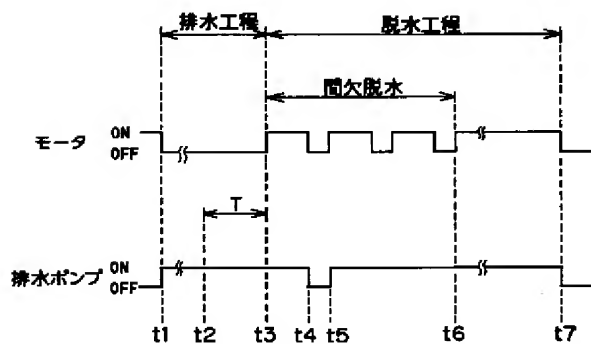 排水工程 脱水工程
間欠脱水
モータ ON
OFF
T
排水ポンプ ON
OFF
t1 t2 t3 t4 t5 t6 t7